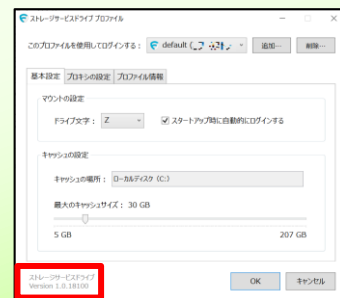 ストレージサービスドライブ プロファイル
このプロファイルを使用してログインする： default ( 追加… 削除…
基本設定 プロキシの設定 プロファイル情報
マウントの設定
ドライブ文字： Z スタートアップ時に自動的にログインする
キャッシュの設定
キャッシュの場所： ローカルディスク (C:)
最大のキャッシュサイズ： 30 GB
5 GB 207 GB
ストレージサービスドライブ
Version 1.0.18100
OK キャンセル